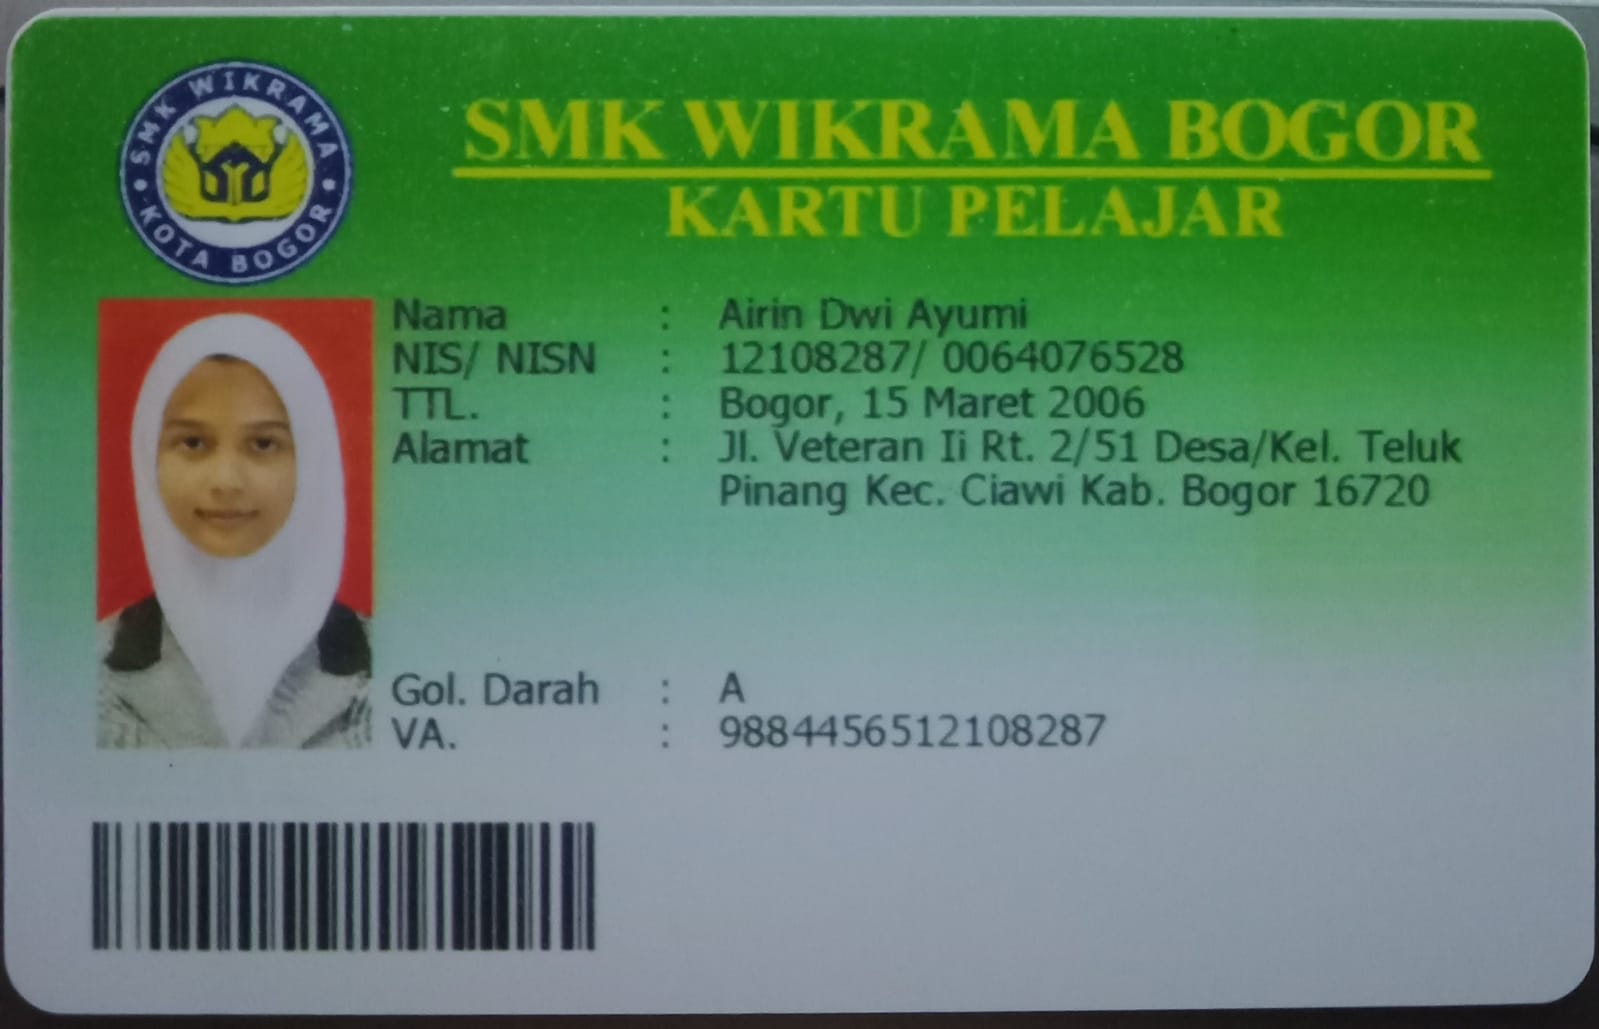 SMK WIKRAMA
KOTA BOGOR
SMK WIKRAMA BOGOR
KARTU PELAJAR
Nama : Airin Dwi Ayumi
NIS/ NISN : 12108287/ 0064076528
TTL. : Bogor, 15 Maret 2006
Alamat : Jl. Veteran Ii Rt. 2/51 Desa/Kel. Teluk
Pinang Kec. Ciawi Kab. Bogor 16720
Gol. Darah : A
VA. : 9884456512108287